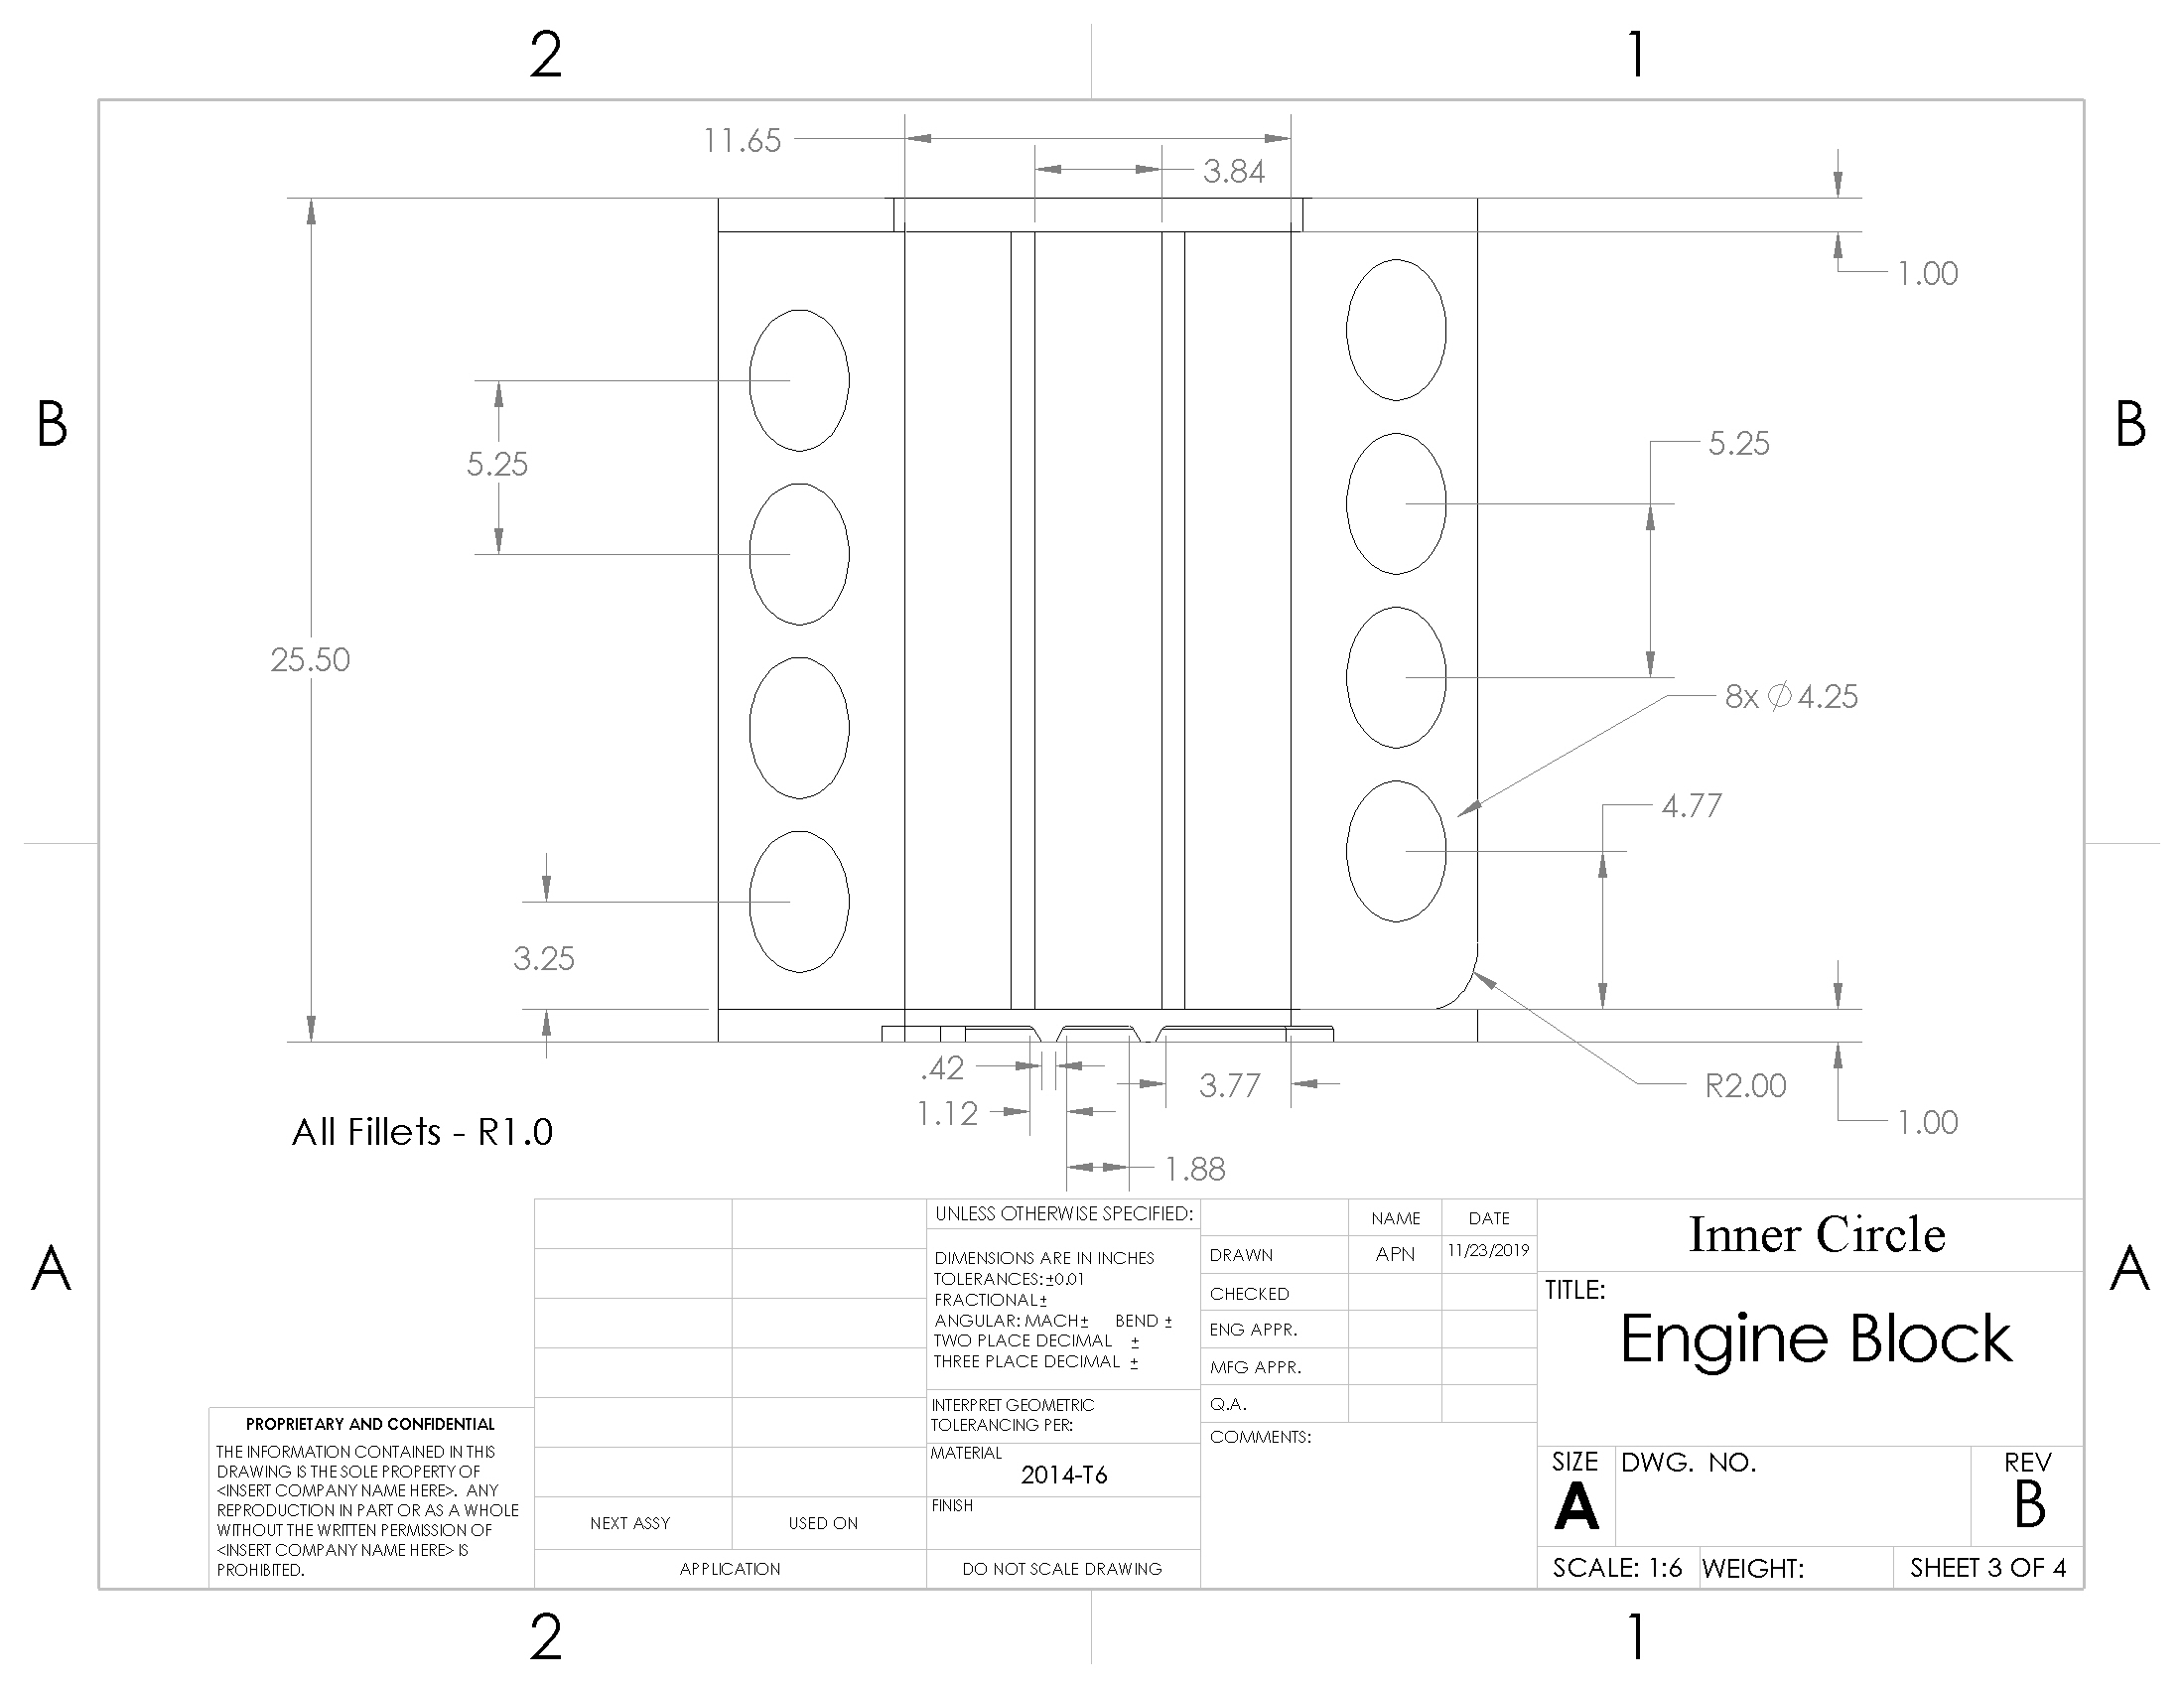 2
1
11.65
3.84
1.00
B
B
5.25
5.25
25.50
8x ∅4.25
4.77
3.25
.42
3.77
R2.00
1.12
1.00
All Fillets - R1.0
1.88
A
A
PROPRIETARY AND CONFIDENTIAL
THE INFORMATION CONTAINED IN THIS
DRAWING IS THE SOLE PROPERTY OF
<INSERT COMPANY NAME HERE>. ANY
REPRODUCTION IN PART OR AS A WHOLE
WITHOUT THE WRITTEN PERMISSION OF
<INSERT COMPANY NAME HERE> IS
PROHIBITED.
NEXT ASSY USED ON
APPLICATION
UNLESS OTHERWISE SPECIFIED:
DIMENSIONS ARE IN INCHES
TOLERANCES:±0.01
FRACTIONAL±
ANGULAR: MACH± BEND ±
TWO PLACE DECIMAL ±
THREE PLACE DECIMAL ±
INTERPRET GEOMETRIC
TOLERANCING PER:
MATERIAL
2014-T6
FINISH
DO NOT SCALE DRAWING
NAME DATE
DRAWN APN 11/23/2019
CHECKED
ENG APPR.
MFG APPR.
Q.A.
COMMENTS:
Inner Circle
TITLE:
Engine Block
SIZE DWG. NO. REV
A B
SCALE: 1:6 WEIGHT: SHEET 3 OF 4
2
1